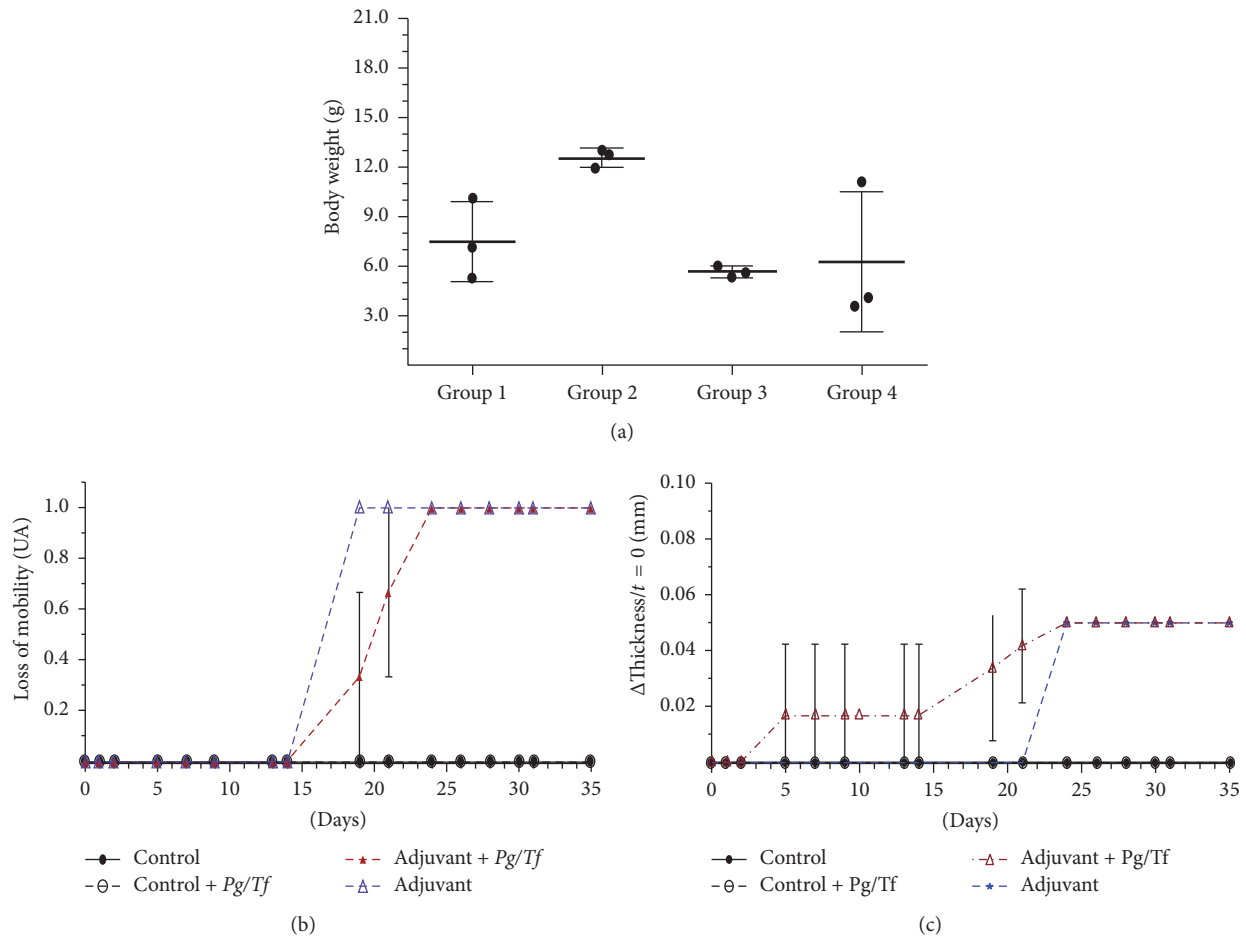 21.0
18.0
15.0
12.0
9.0
6.0
3.0
Body weight (g)
Group 1 Group 2 Group 3 Group 4
(a)
1.0
0.8
0.6
0.4
0.2
Loss of mobility (UA)
0 5 10 15 20 25 30 35
(Days)
Control
Control + Pg/Tf
Adjuvant + Pg/Tf
Adjuvant
(b)
0.10
0.08
0.06
0.04
0.02
ΔThickness/t = 0 (mm)
0 5 10 15 20 25 30 35
(Days)
Control
Control + Pg/Tf
Adjuvant + Pg/Tf
Adjuvant
(c)